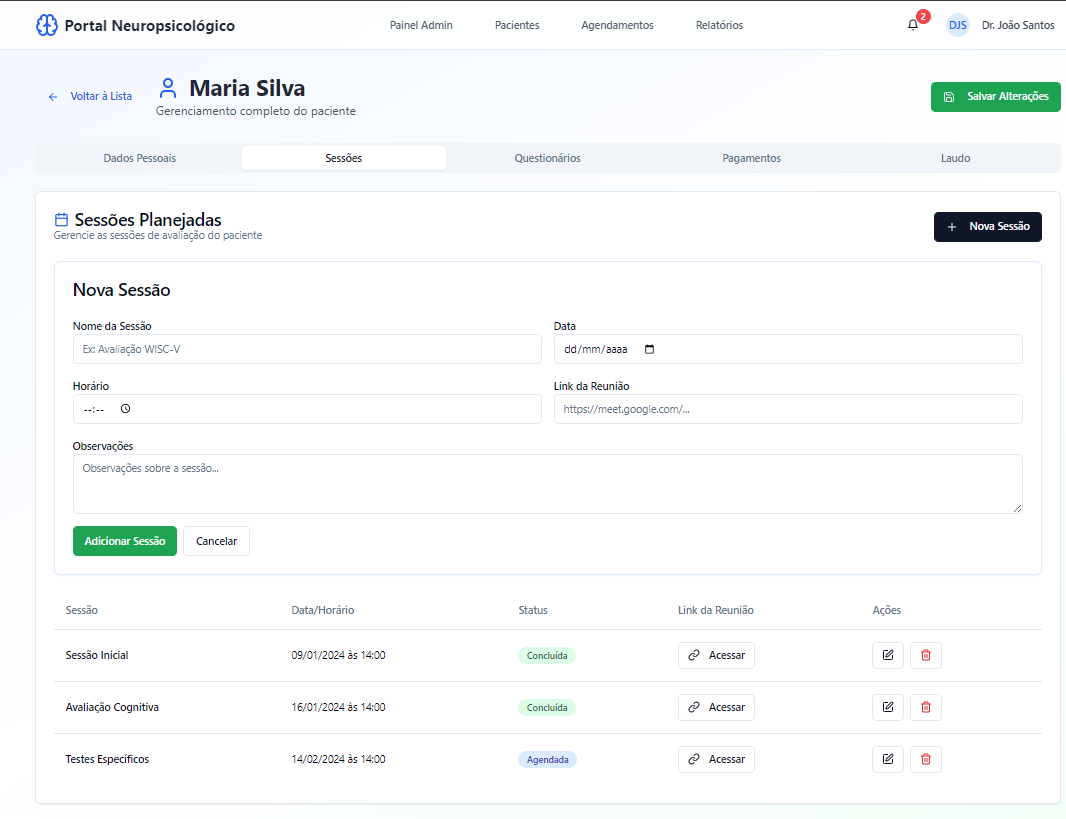 Portal Neuropsicológico
Painel Admin
Pacientes
Agendamentos
Relatórios
2
DJS
Dr. João Santos
Voltar à Lista
Maria Silva
Gerenciamento completo do paciente
Salvar Alterações
Dados Pessoais
Sessões
Questionários
Pagamentos
Laudo
Sessões Planejadas
Gerencie as sessões de avaliação do paciente
+ Nova Sessão
Nova Sessão
Nome da Sessão
Ex: Avaliação WISC-V
Data
dd/mm/aaaa
Horário
--:--
Link da Reunião
https://meet.google.com/...
Observações
Observações sobre a sessão...
Adicionar Sessão
Cancelar
Sessão Data/Horário Status Link da Reunião Ações
Sessão Inicial 09/01/2024 às 14:00 Concluída Acessar
Avaliação Cognitiva 16/01/2024 às 14:00 Concluída Acessar
Testes Específicos 14/02/2024 às 14:00 Agendada Acessar